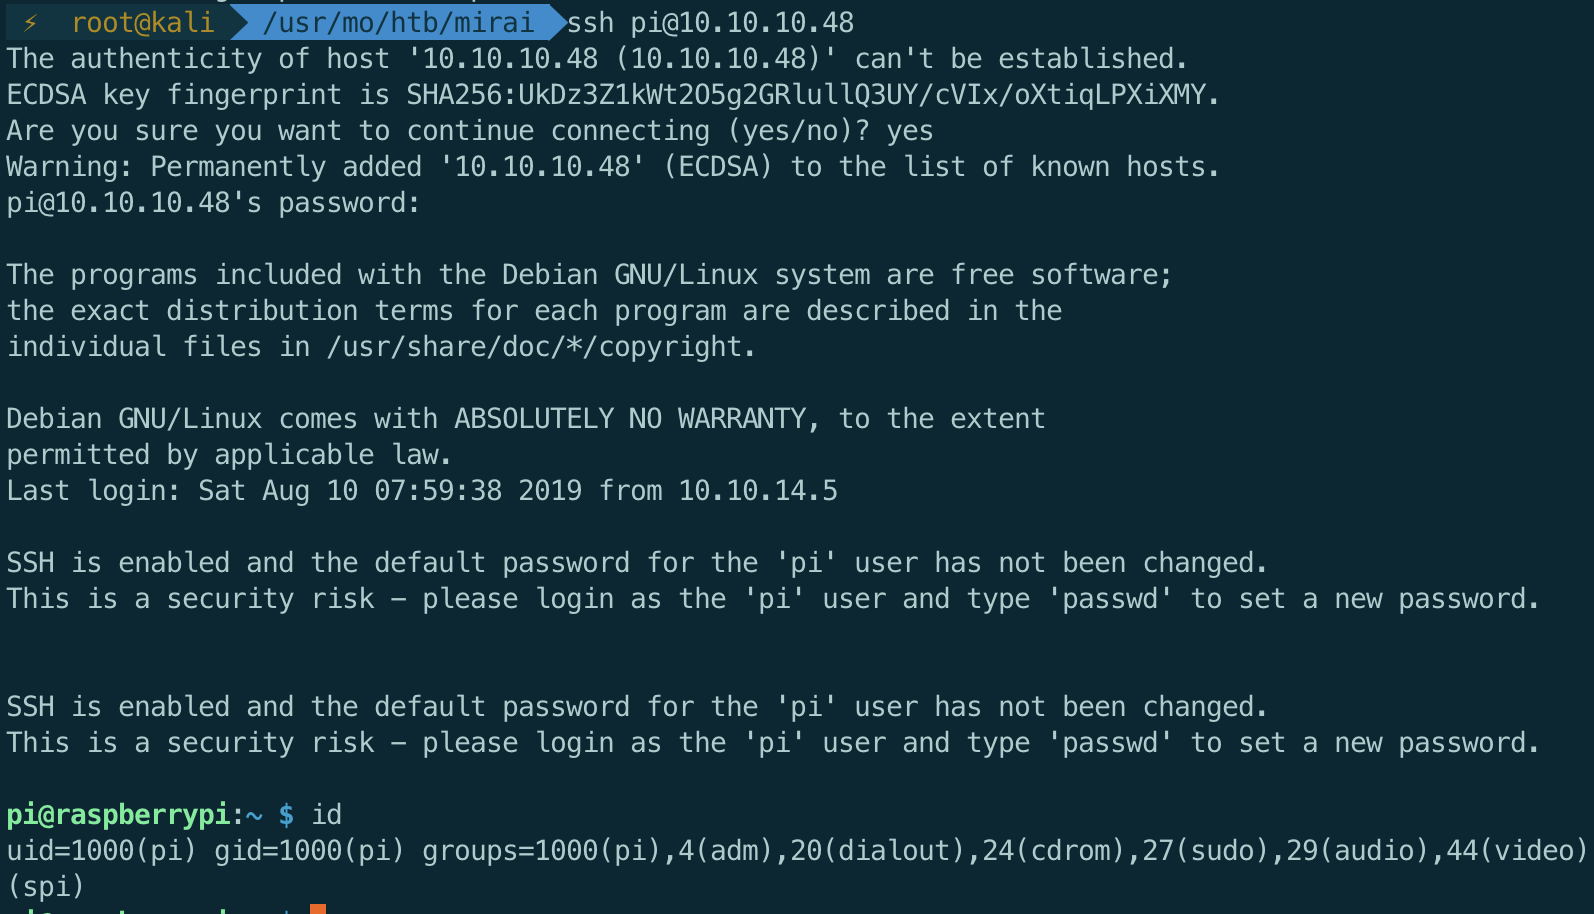 ⚡ root@kali /usr/mo/htb/mirai ssh pi@10.10.10.48
The authenticity of host '10.10.10.48 (10.10.10.48)' can't be established.
ECDSA key fingerprint is SHA256:UkDz3Z1kWt2O5g2GRlullQ3UY/cVIx/oXtiqLPXiXMY.
Are you sure you want to continue connecting (yes/no)? yes
Warning: Permanently added '10.10.10.48' (ECDSA) to the list of known hosts.
pi@10.10.10.48's password:
The programs included with the Debian GNU/Linux system are free software;
the exact distribution terms for each program are described in the
individual files in /usr/share/doc/*/copyright.
Debian GNU/Linux comes with ABSOLUTELY NO WARRANTY, to the extent
permitted by applicable law.
Last login: Sat Aug 10 07:59:38 2019 from 10.10.14.5
SSH is enabled and the default password for the 'pi' user has not been changed.
This is a security risk – please login as the 'pi' user and type 'passwd' to set a new password.
SSH is enabled and the default password for the 'pi' user has not been changed.
This is a security risk – please login as the 'pi' user and type 'passwd' to set a new password.
pi@raspberrypi:~ $ id
uid=1000(pi) gid=1000(pi) groups=1000(pi),4(adm),20(dialout),24(cdrom),27(sudo),29(audio),44(video)
(spi)